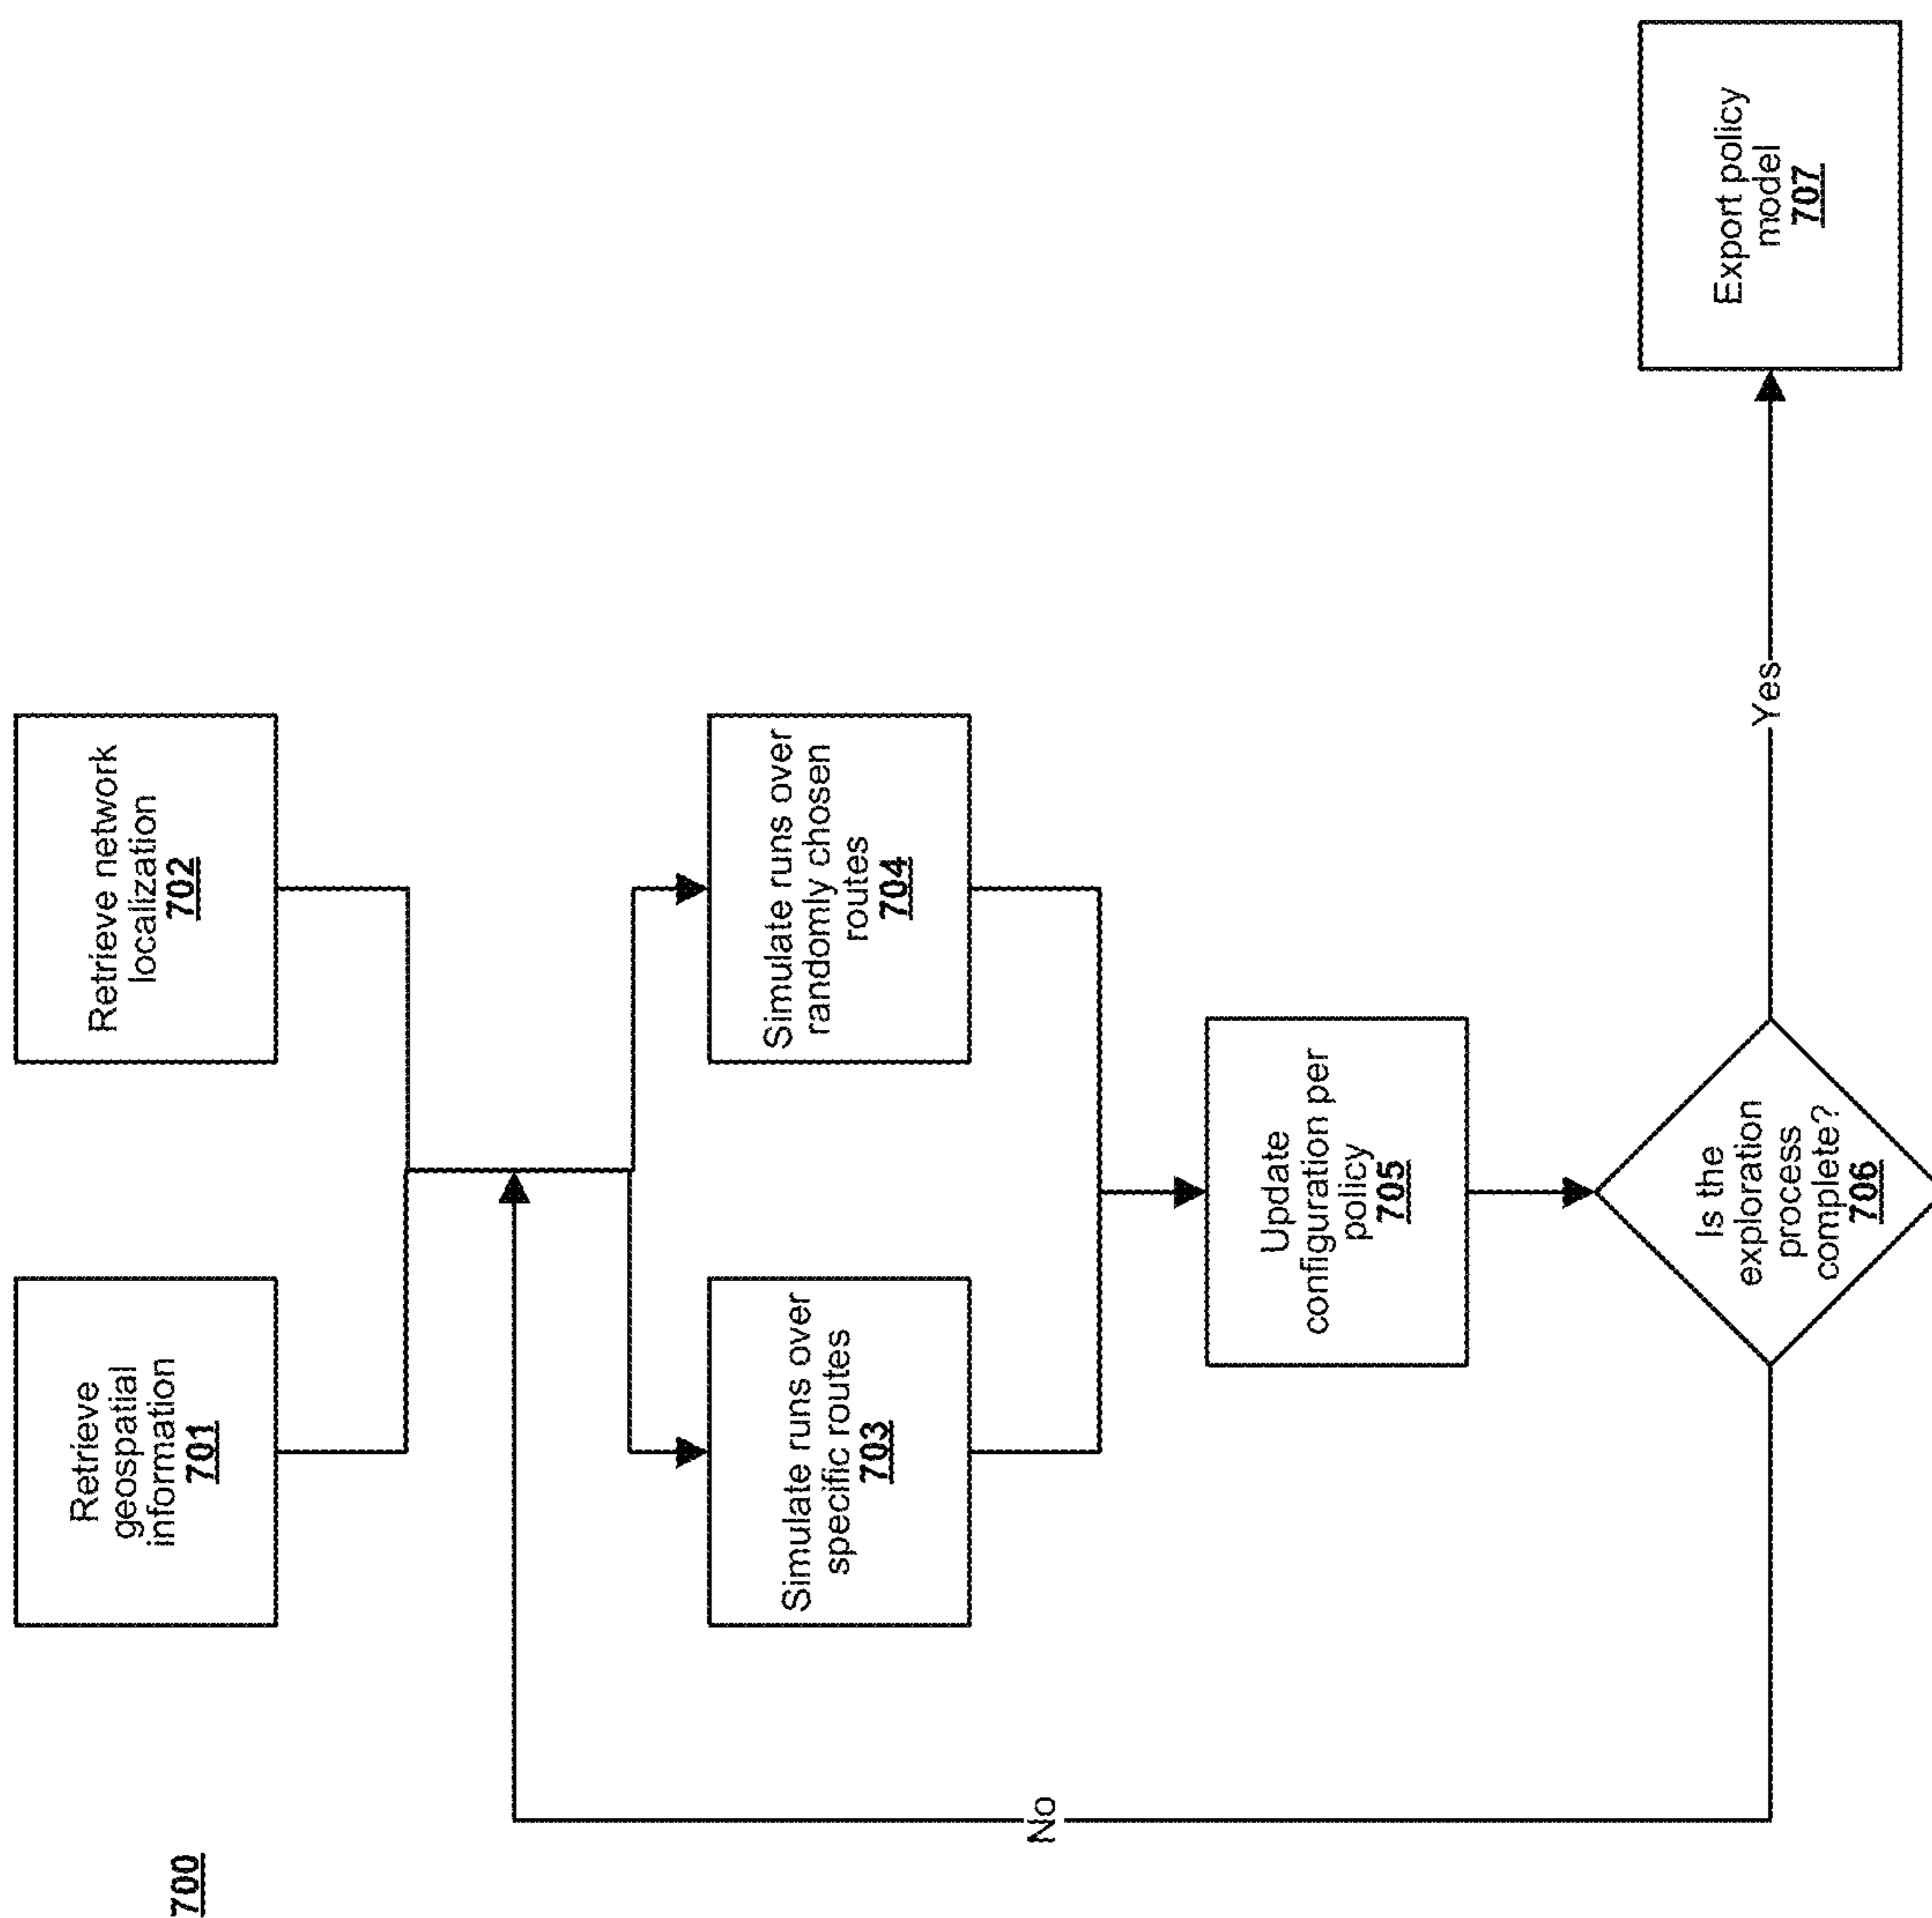 700
Retrieve
geospatial
information
701
Retrieve network
localization
702
Simulate runs over
specific routes
703
Simulate runs over
randomly chosen
routes
704
Update
configuration per
policy
705
Is the
exploration
process
complete?
706
No
Yes
Export policy
model
707